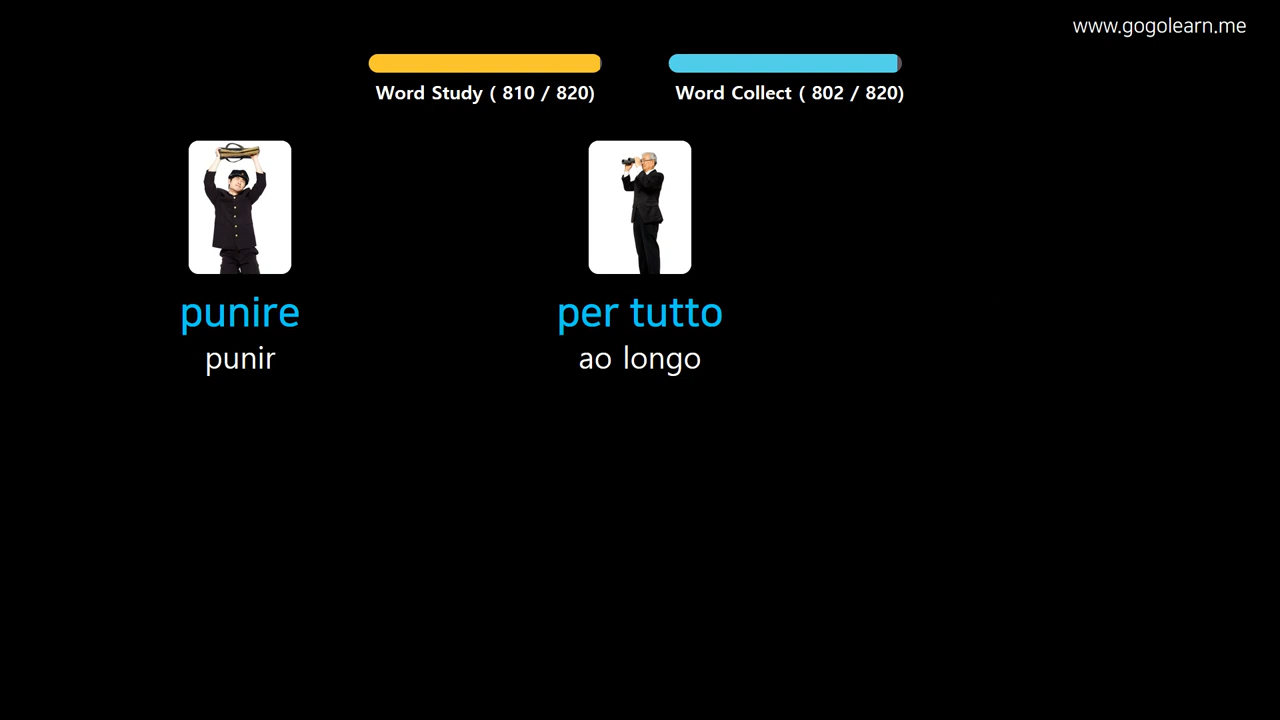 www.gogolearn.me
Word Study ( 810 / 820)
Word Collect ( 802 / 820)
punire
punir
per tutto
ao longo